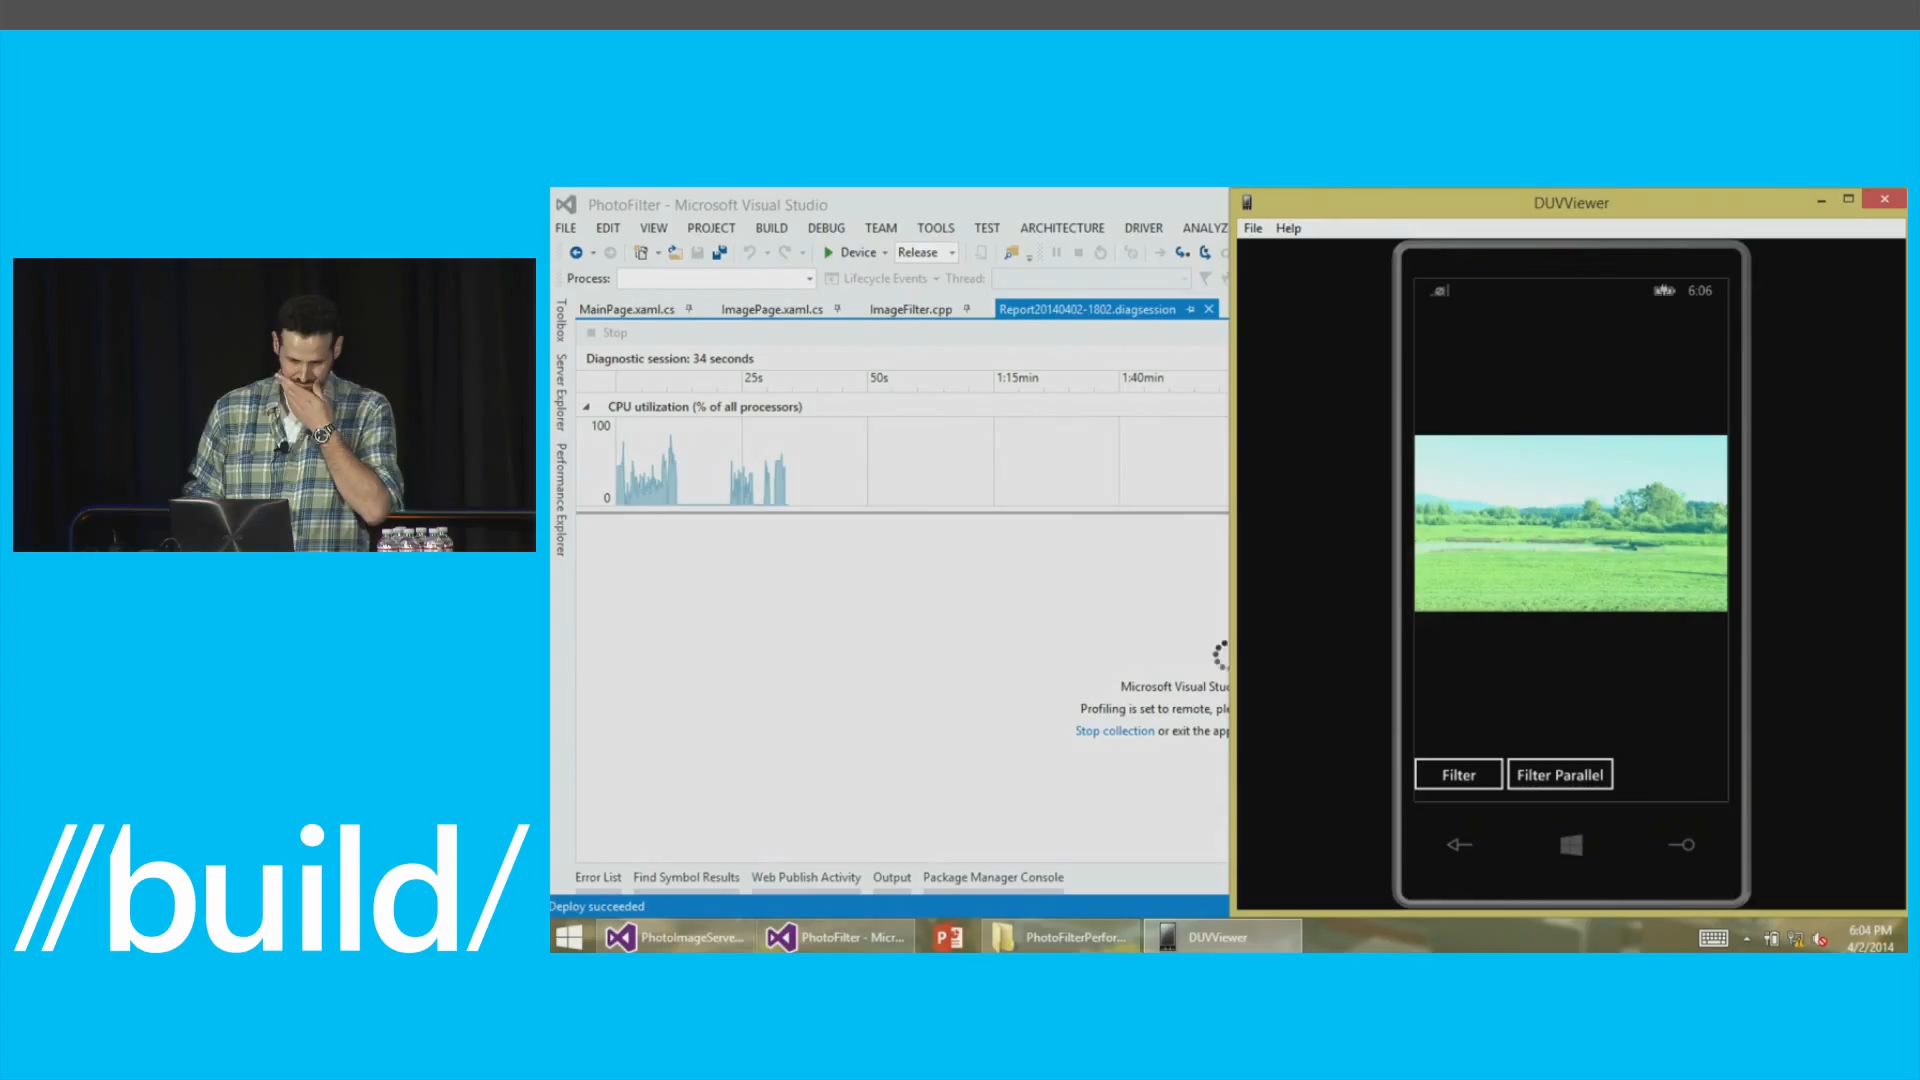 PhotoFilter - Microsoft Visual Studio
FILE EDIT VIEW PROJECT BUILD DEBUG TEAM TOOLS TEST ARCHITECTURE DRIVER ANALYZ
Device Release
Process: Lifecycle Events Thread:
MainPage.xaml.cs ImagePage.xaml.cs ImageFilter.cpp Report20140402-1802.diagsession
Toolbox
Server Explorer
Performance Explorer
Stop
Diagnostic session: 34 seconds
25s 50s 1:15min 1:40min
CPU utilization (% of all processors)
100
0
Microsoft Visual Stu
Profiling is set to remote, ple
Stop collection or exit the app
Error List Find Symbol Results Web Publish Activity Output Package Manager Console
Deploy succeeded
DUVViewer
File Help
6:06
Filter Filter Parallel
PhotoImageServe... PhotoFilter - Micr... PhotoFilterPerfor... DUVViewer
6:04 PM
4/2/2014
//build/